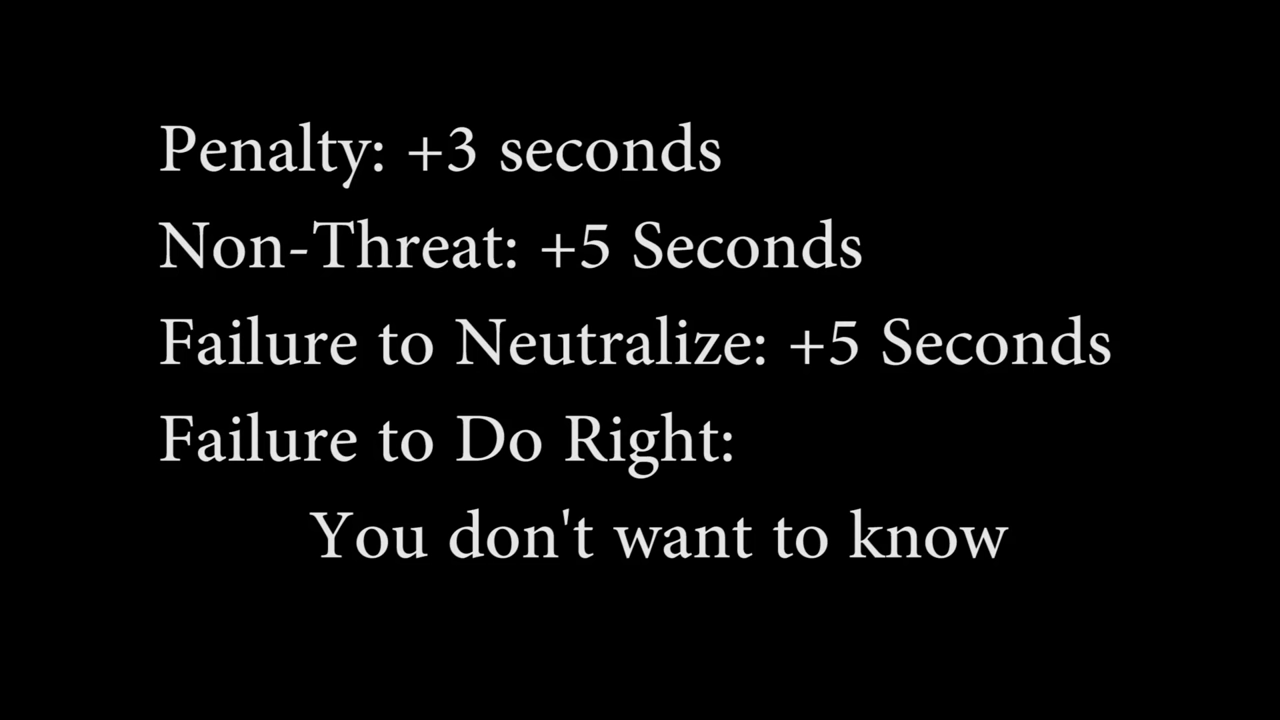 Penalty: +3 seconds
Non-Threat: +5 Seconds
Failure to Neutralize: +5 Seconds
Failure to Do Right:
You don't want to know